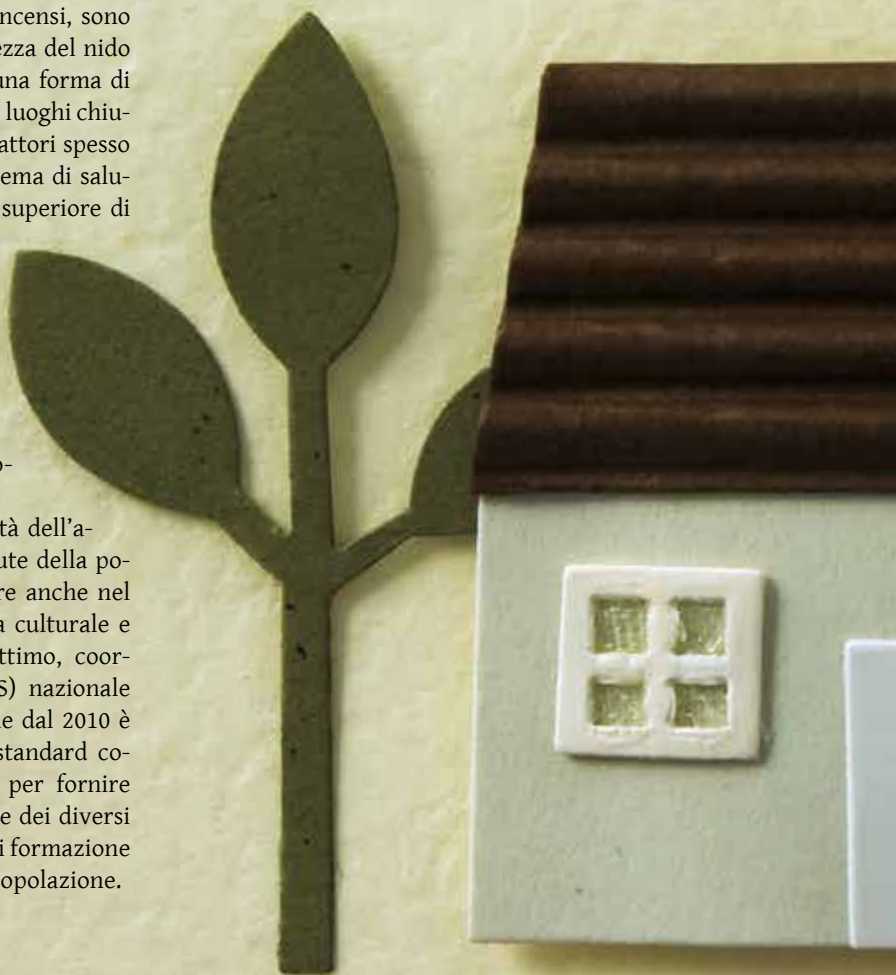 ncensi, sono
ezza del nido
una forma di
luoghi chiu-
attori spesso
ema di salu-
superiore di
o-
tà dell’a-
ute della po-
re anche nel
a culturale e
ttimo, coor-
S) nazionale
e dal 2010 è
standard co-
per fornire
e dei diversi
i formazione
opolazione.